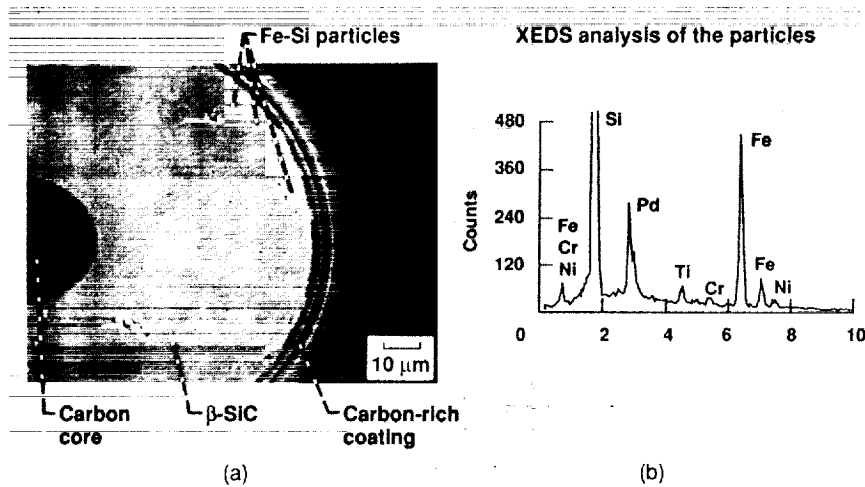 Fe-Si particles
10 μm
Carbon core
β-SiC
Carbon-rich coating
(a)
XEDS analysis of the particles
Counts
480
360
240
120
Fe
Cr
Ni
Si
Pd
Ti
Cr
Fe
Fe
Ni
0 2 4 6 8 10
(b)